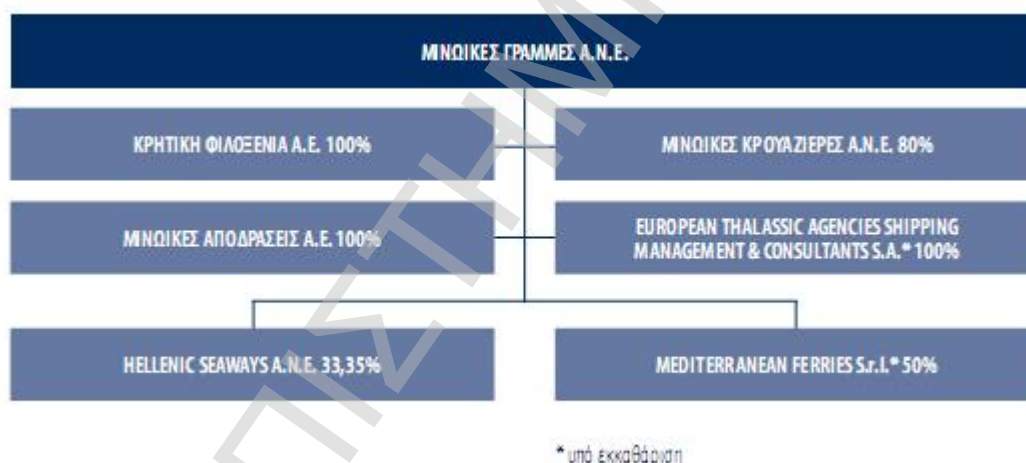 ΜΙΝΩΙΚΕΣ ΓΡΑΜΜΕΣ Α.Ν.Ε.
ΚΡΗΤΙΚΗ ΦΙΛΟΞΕΝΙΑ Α.Ε. 100%
ΜΙΝΩΙΚΕΣ ΚΡΟΥΑΖΙΕΡΕΣ Α.Ν.Ε. 80%
ΜΙΝΩΙΚΕΣ ΑΠΟΔΡΑΣΕΙΣ Α.Ε. 100%
EUROPEAN THALASSIC AGENCIES SHIPPING
MANAGEMENT & CONSULTANTS S.A.* 100%
HELLENIC SEAWAYS Α.Ν.Ε. 33,35%
MEDITERRANEAN FERRIES S.r.l.* 50%
* υπό εκκαθάριση